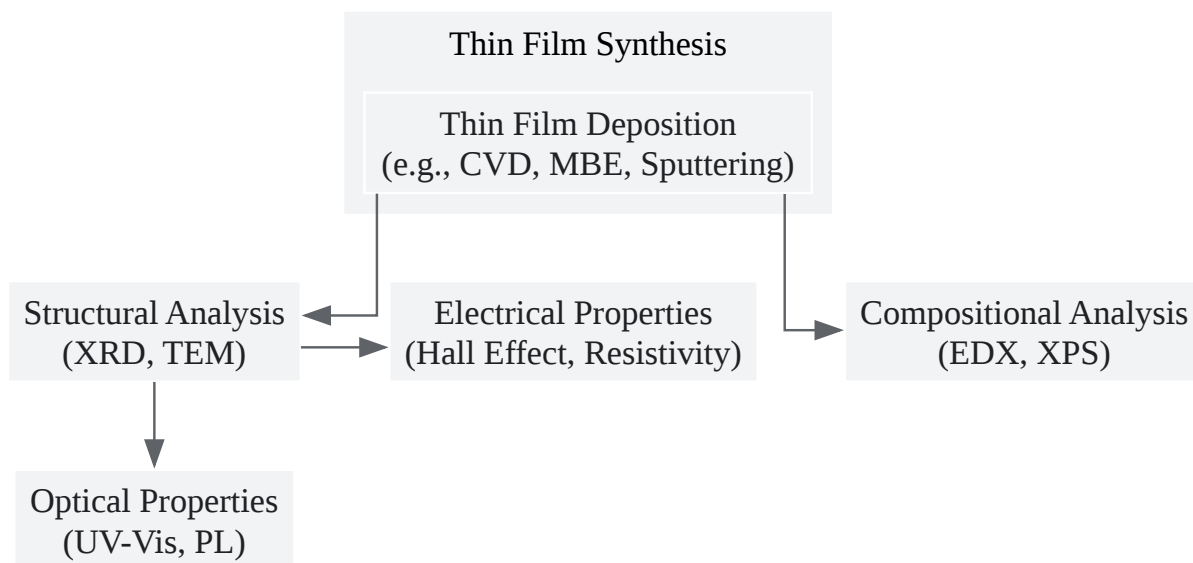 Thin Film Synthesis
Thin Film Deposition
(e.g., CVD, MBE, Sputtering)
Structural Analysis
(XRD, TEM)
Electrical Properties
(Hall Effect, Resistivity)
Compositional Analysis
(EDX, XPS)
Optical Properties
(UV-Vis, PL)